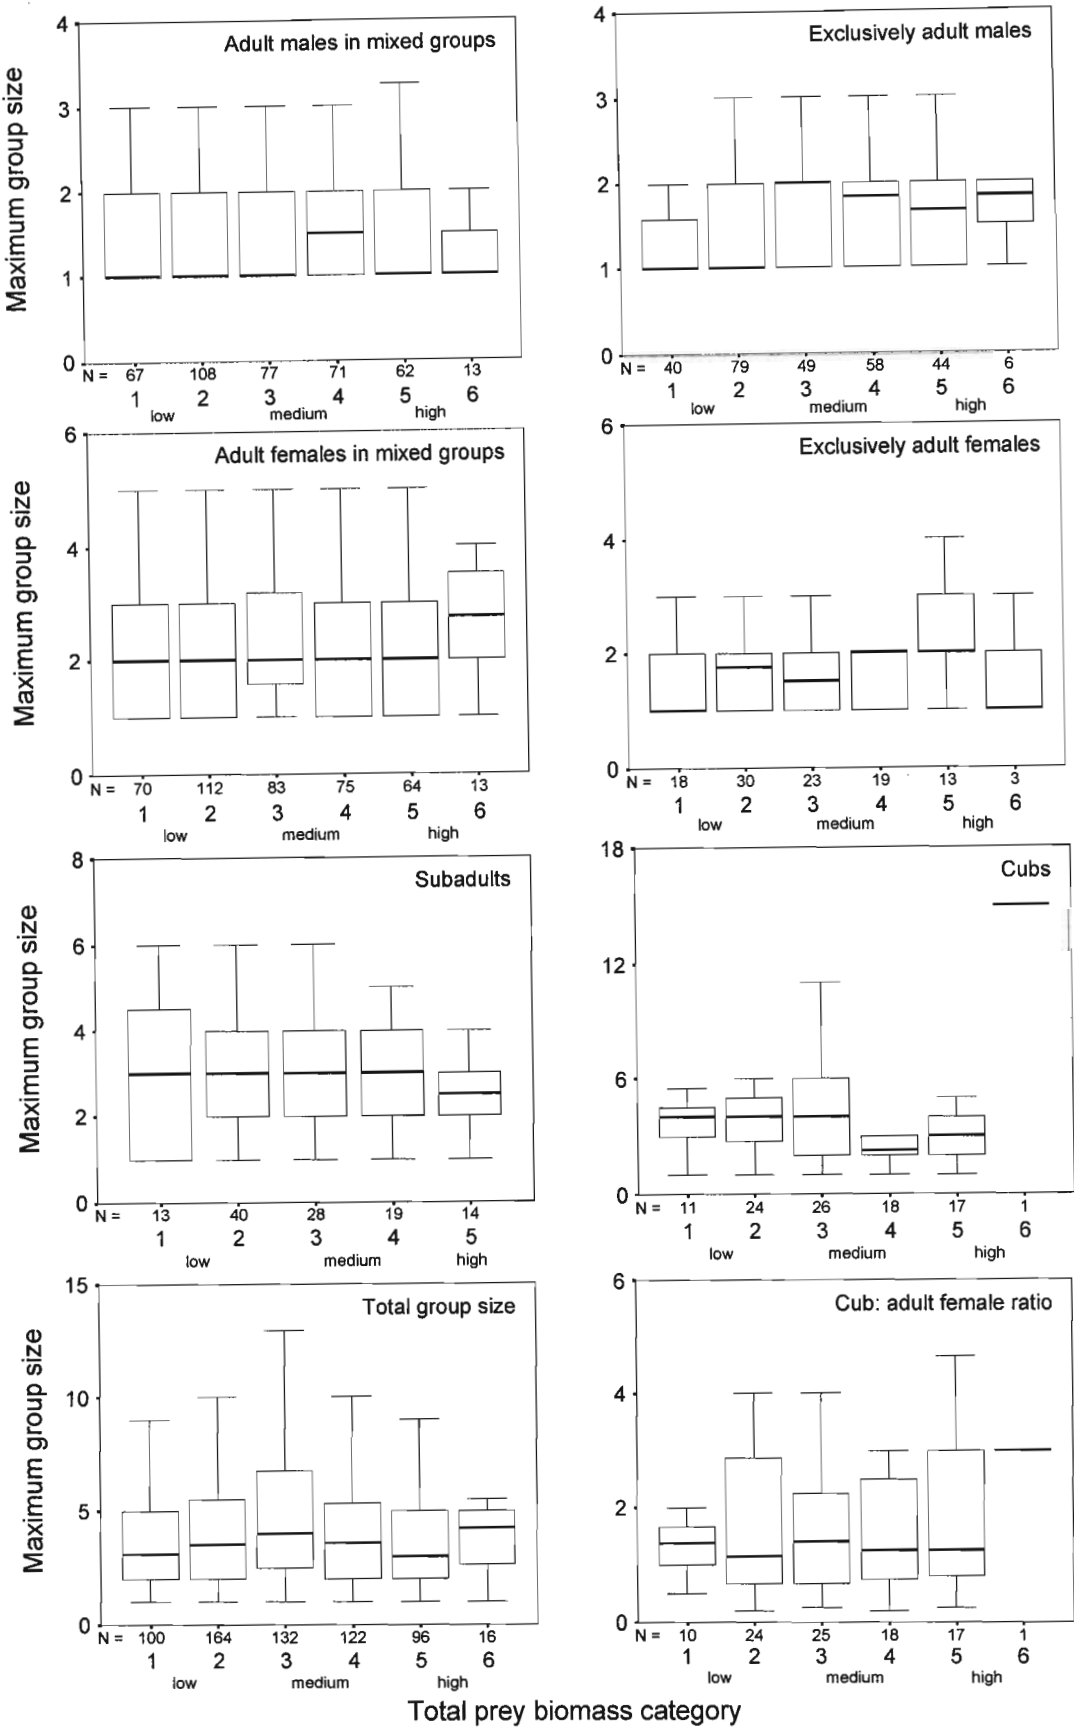 Adult males in mixed groups
Maximum group size
4
3
2
1
0
N = 67 108 77 71 62 13
1 2 3 4 5 6
low medium high
Exclusively adult males
4
3
2
1
0
N = 40 79 49 58 44 6
1 2 3 4 5 6
low medium high
Adult females in mixed groups
Maximum group size
6
4
2
0
N = 70 112 83 75 64 13
1 2 3 4 5 6
low medium high
Exclusively adult females
6
4
2
0
N = 18 30 23 19 13 3
1 2 3 4 5 6
low medium high
Subadults
Maximum group size
8
6
4
2
0
N = 13 40 28 19 14
1 2 3 4 5
low medium high
Cubs
18
12
6
0
N = 11 24 26 18 17 1
1 2 3 4 5 6
low medium high
Total group size
Maximum group size
15
10
5
0
N = 100 164 132 122 96 16
1 2 3 4 5 6
low medium high
Cub: adult female ratio
6
4
2
0
N = 10 24 25 18 17 1
1 2 3 4 5 6
low medium high
Total prey biomass category